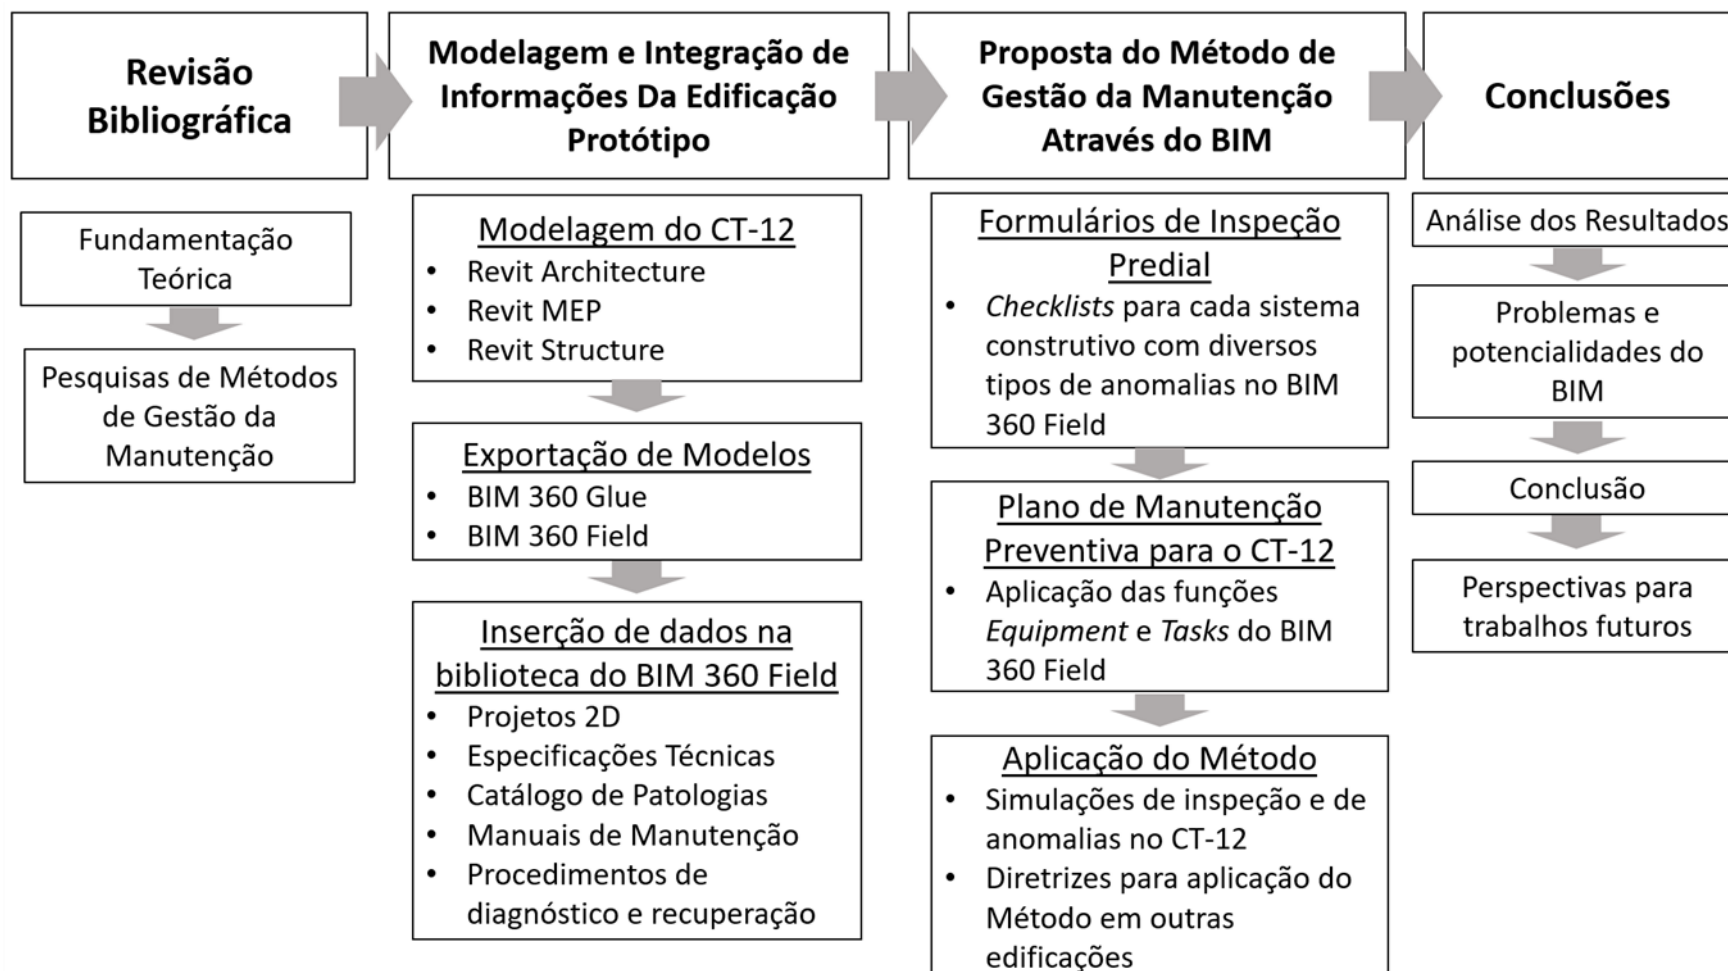 Revisão
Bibliográfica
Modelagem e Integração de
Informações Da Edificação
Protótipo
Proposta do Método de
Gestão da Manutenção
Através do BIM
Conclusões
Fundamentação
Teórica
Pesquisas de Métodos
de Gestão da
Manutenção
Modelagem do CT-12
• Revit Architecture
• Revit MEP
• Revit Structure
Exportação de Modelos
• BIM 360 Glue
• BIM 360 Field
Inserção de dados na
biblioteca do BIM 360 Field
• Projetos 2D
• Especificações Técnicas
• Catálogo de Patologias
• Manuais de Manutenção
• Procedimentos de
diagnóstico e recuperação
Formulários de Inspeção
Predial
• Checklists para cada sistema
construtivo com diversos
tipos de anomalias no BIM
360 Field
Plano de Manutenção
Preventiva para o CT-12
• Aplicação das funções
Equipment e Tasks do BIM
360 Field
Aplicação do Método
• Simulações de inspeção e de
anomalias no CT-12
• Diretrizes para aplicação do
Método em outras
edificações
Análise dos Resultados
Problemas e
potencialidades do
BIM
Conclusão
Perspectivas para
trabalhos futuros